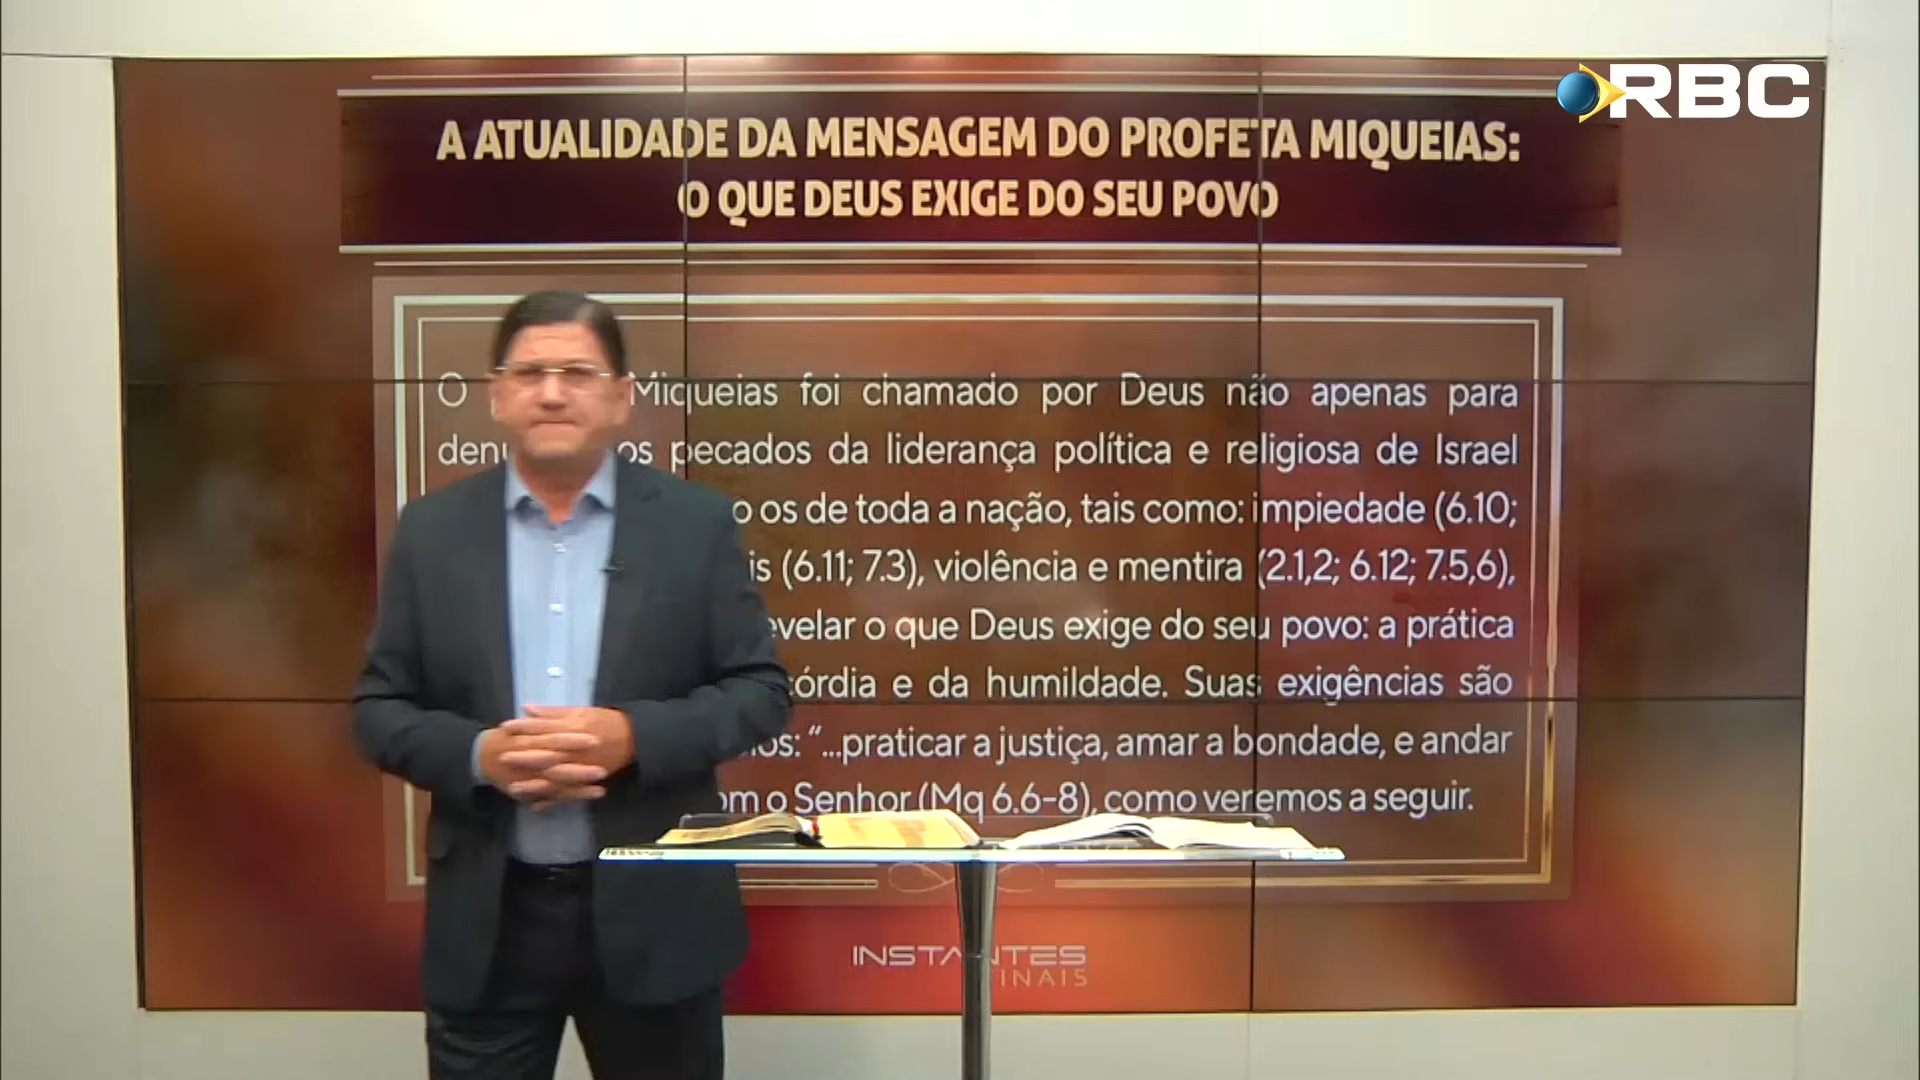 RBC
A ATUALIDADE DA MENSAGEM DO PROFETA MIQUEIAS:
O QUE DEUS EXIGE DO SEU POVO
O Miqueias foi chamado por Deus não apenas para
os pecados da liderança política e religiosa de Israel
os de toda a nação, tais como: impiedade (6.10;
(6.11; 7.3), violência e mentira (2.1,2; 6.12; 7.5,6),
o que Deus exige do seu povo: a prática
e da humildade. Suas exigências são
“...praticar a justiça, amar a bondade, e andar
o Senhor (Mq 6.6-8), como veremos a seguir.
INSTANTES